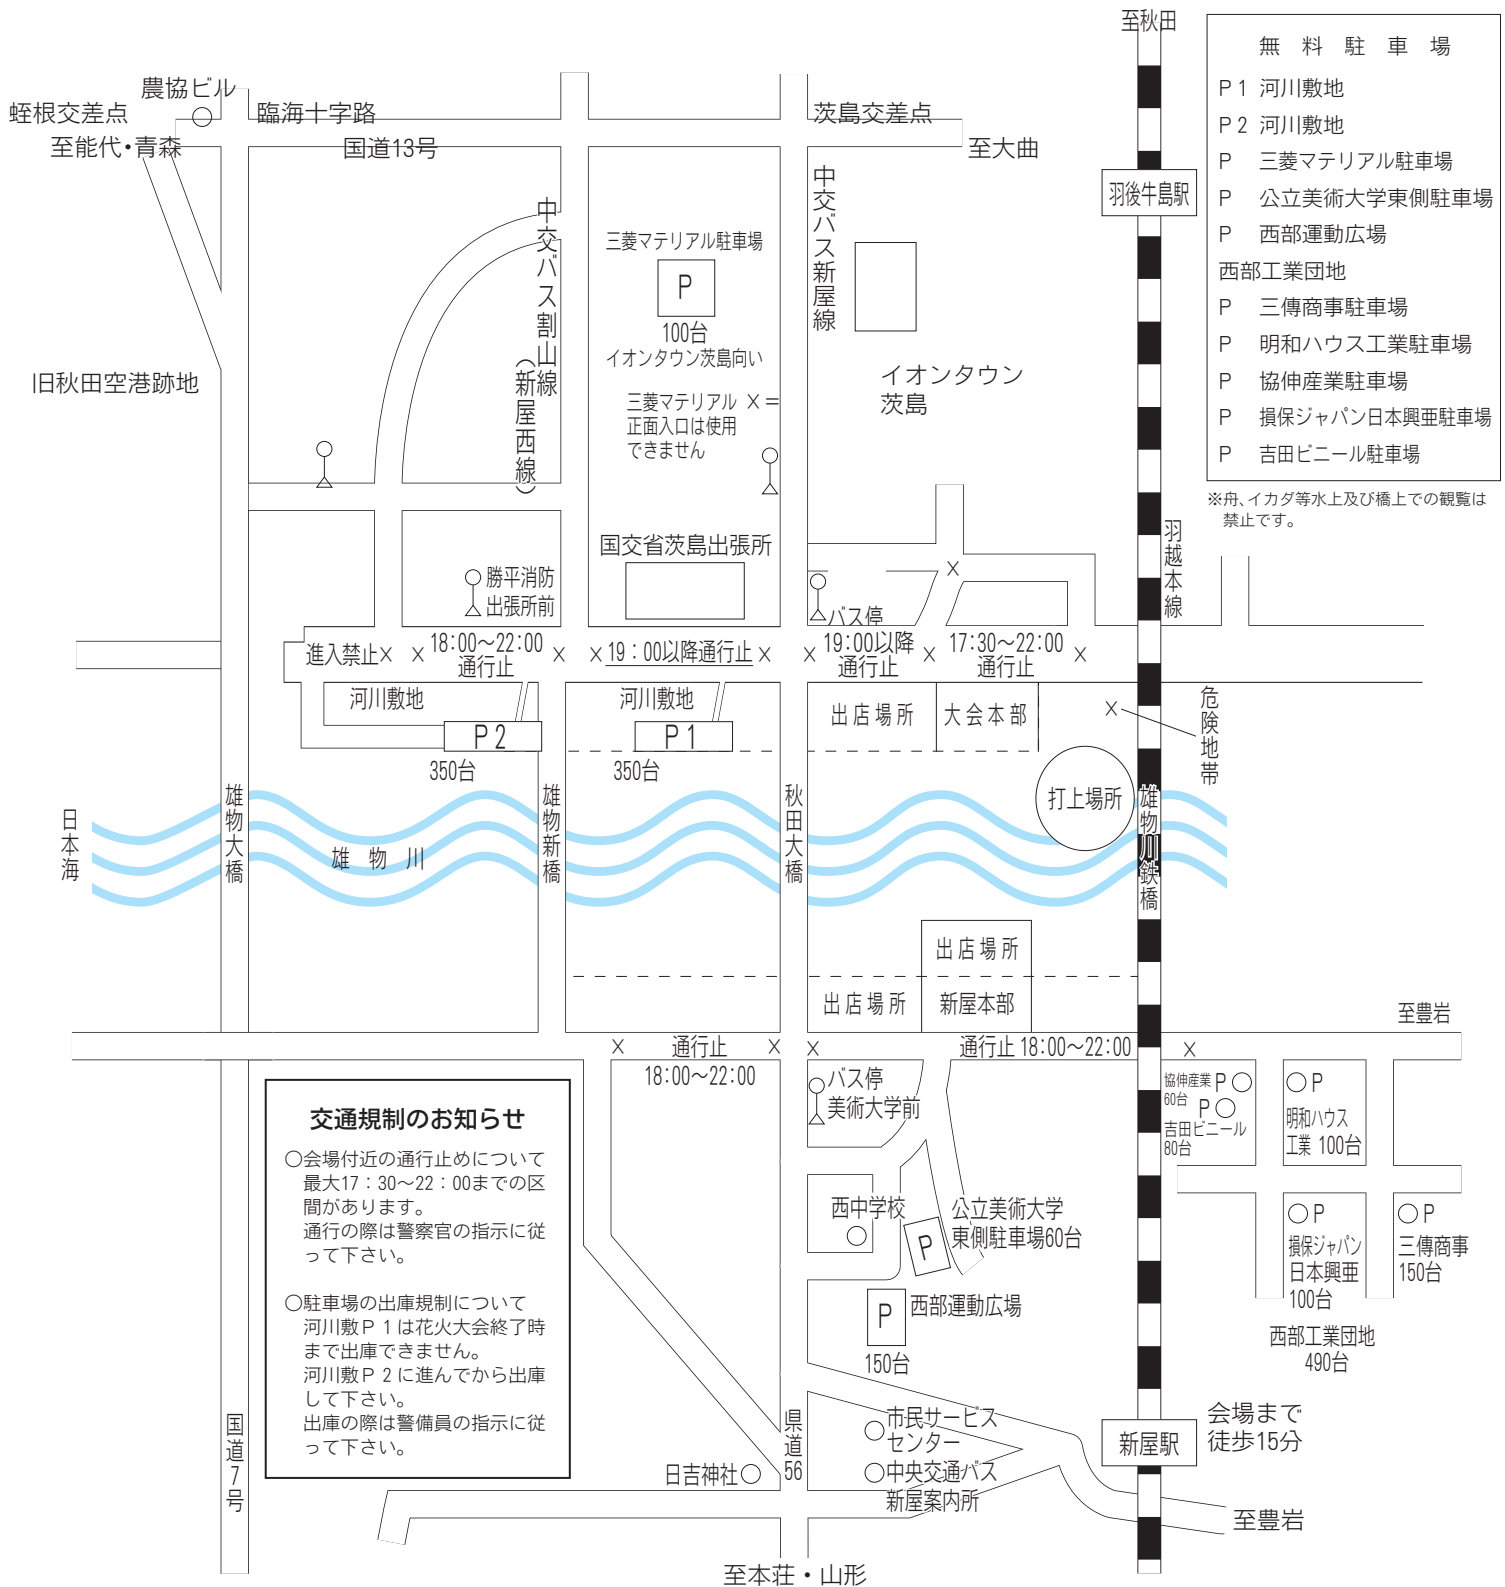 至秋田
無料駐車場
P1 河川敷地
P2 河川敷地
P 三菱マテリアル駐車場
P 公立美術大学東側駐車場
P 西部運動広場
西部工業団地
P 三傳商事駐車場
P 明和ハウス工業駐車場
P 協伸産業駐車場
P 損保ジャパン日本興亜駐車場
P 吉田ビニール駐車場
※舟、イカダ等水上及び橋上での観覧は
禁止です。
農協ビル
蛭根交差点
臨海十字路
茨島交差点
至能代・青森
国道13号
至大曲
羽後牛島駅
中交バス割山線
（新屋西線）
三菱マテリアル駐車場
P
100台
イオンタウン茨島向い
三菱マテリアル X＝
正面入口は使用
できません
中交バス新屋線
イオンタウン
茨島
旧秋田空港跡地
国交省茨島出張所
勝平消防
出張所前
バス停
羽越本線
X
進入禁止X
X
18:00〜22:00
通行止
X
X
19：00以降通行止
X
X
19:00以降
通行止
X
17:30〜22:00
通行止
X
河川敷地
P2
350台
河川敷地
P1
350台
出店場所
大会本部
X
危険地帯
打上場所
日本海
雄物大橋
雄物川
雄物新橋
秋田大橋
雄物川鉄橋
出店場所
出店場所
新屋本部
至豊岩
X
通行止
X
18:00〜22:00
X
通行止 18:00〜22:00
X
バス停
美術大学前
協伸産業 P
60台
P
吉田ビニール
80台
P
明和ハウス
工業 100台
交通規制のお知らせ
○会場付近の通行止めについて
最大17：30〜22：00までの区
間があります。
通行の際は警察官の指示に従
って下さい。
○駐車場の出庫規制について
河川敷P1は花火大会終了時
まで出庫できません。
河川敷P2に進んでから出庫
して下さい。
出庫の際は警備員の指示に従
って下さい。
西中学校
公立美術大学
東側駐車場60台
P
P
西部運動広場
150台
P
損保ジャパン
日本興亜
100台
P
三傳商事
150台
西部工業団地
490台
国道7号
県道56
市民サービス
センター
中央交通バス
新屋案内所
日吉神社
新屋駅
会場まで
徒歩15分
至豊岩
至本荘・山形